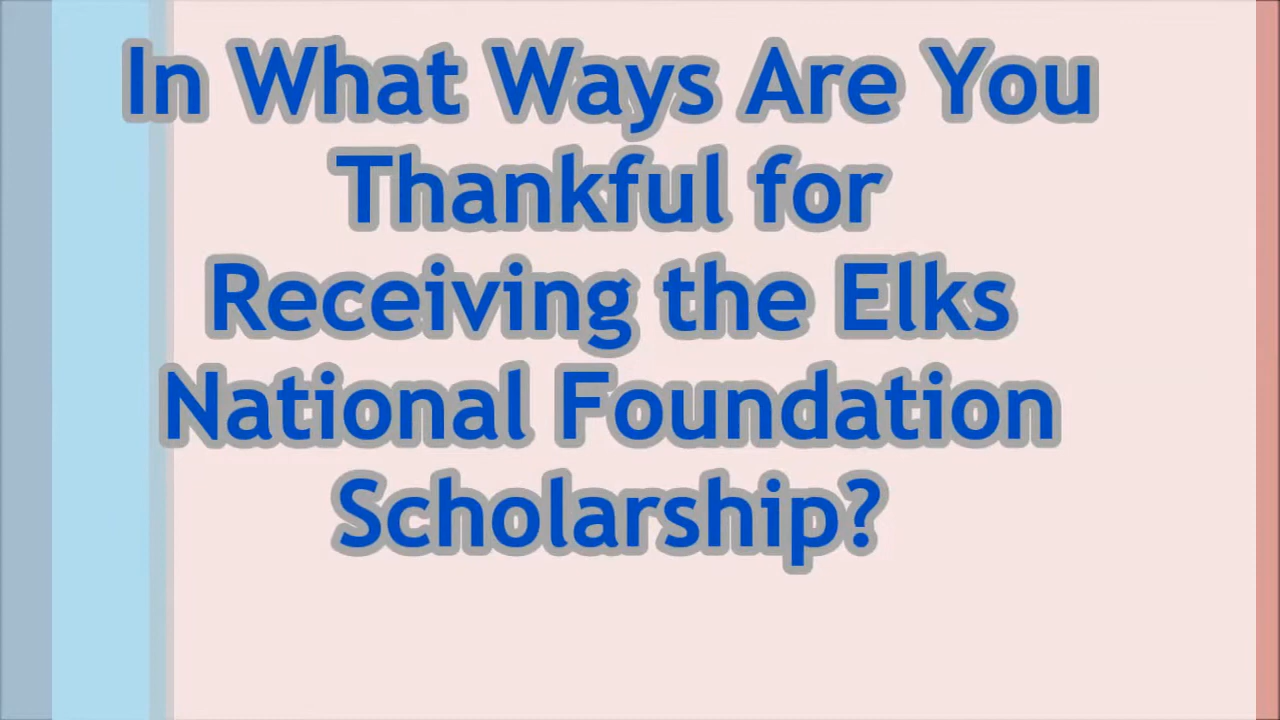 In What Ways Are You
Thankful for
Receiving the Elks
National Foundation
Scholarship?